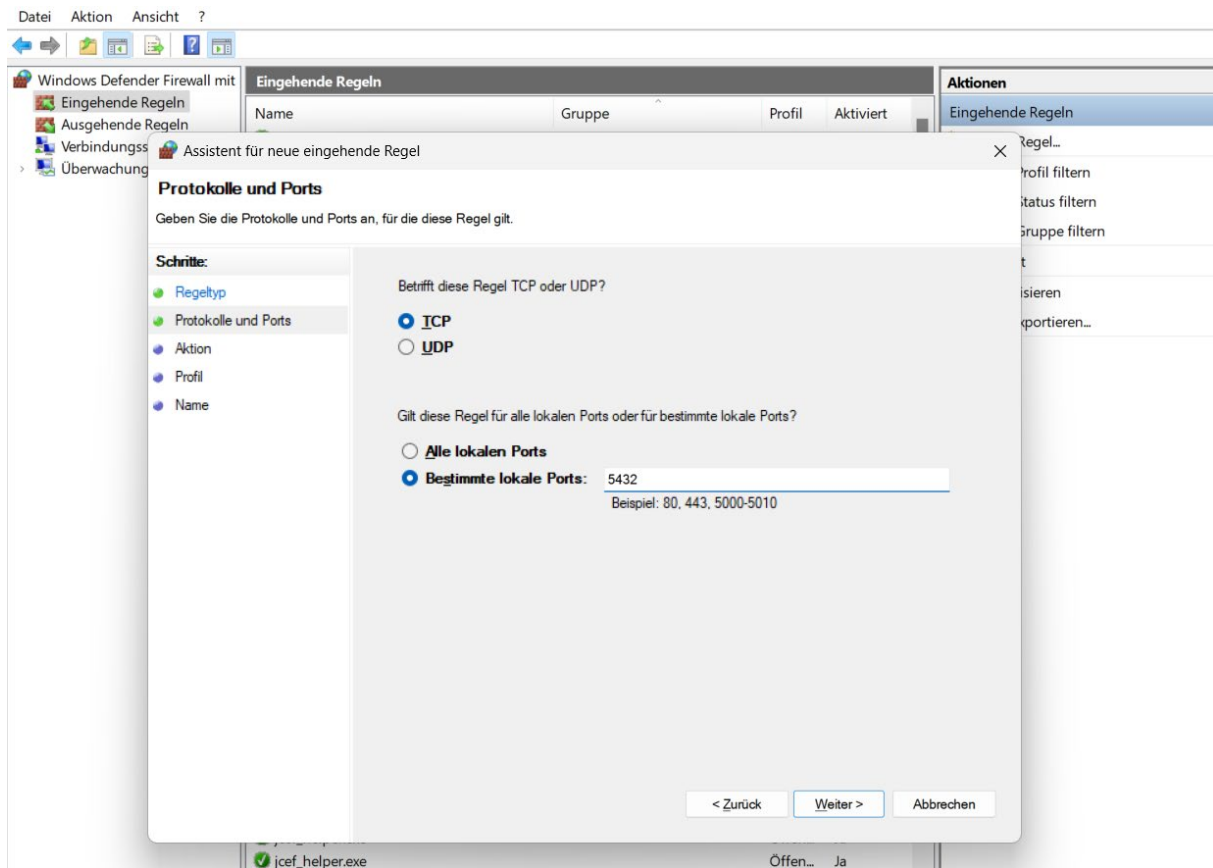 Datei Aktion Ansicht ?
Windows Defender Firewall mit
Eingehende Regeln
Ausgehende Regeln
Verbindungss
Überwachung
Eingehende Regeln
Name Gruppe Profil Aktiviert
Aktionen
Eingehende Regeln
Regel...
Profil filtern
Status filtern
Gruppe filtern
t
isieren
xportieren...
Assistent für neue eingehende Regel
Protokolle und Ports
Geben Sie die Protokolle und Ports an, für die diese Regel gilt.
Schritte:
Regeltyp
Protokolle und Ports
Aktion
Profil
Name
Betrifft diese Regel TCP oder UDP?
TCP
UDP
Gilt diese Regel für alle lokalen Ports oder für bestimmte lokale Ports?
Alle lokalen Ports
Bestimmte lokale Ports: 5432
Beispiel: 80, 443, 5000-5010
< Zurück Weiter > Abbrechen
jcef_helper.exe Öffen... Ja